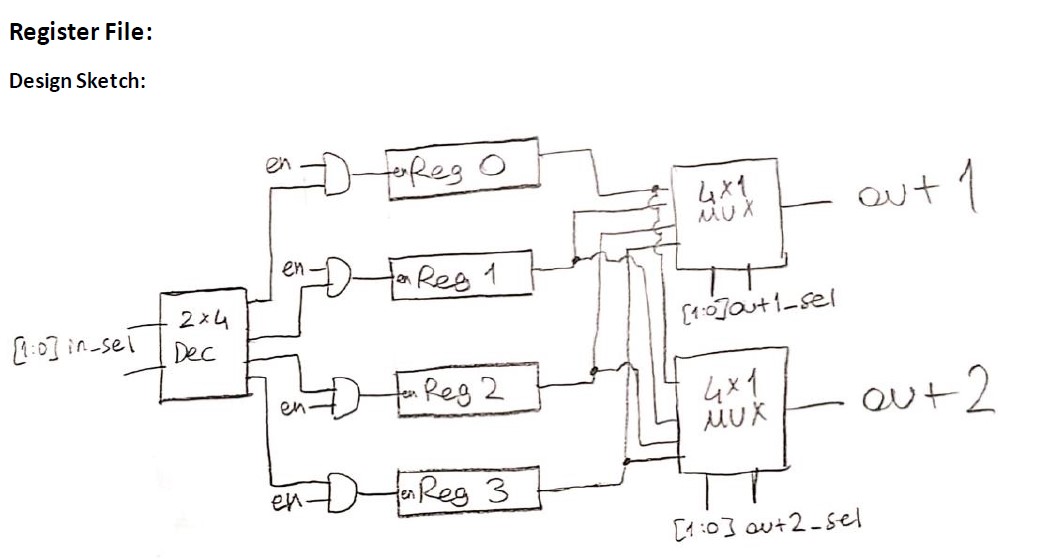 Register File:
Design Sketch:
en
en Reg 0
4x1
MUX
out 1
en
en Reg 1
[1:0] out1_sel
2x4
Dec
[1:0] in_sel
en
en Reg 2
4x1
MUX
out 2
en
en Reg 3
[1:0] out2_sel